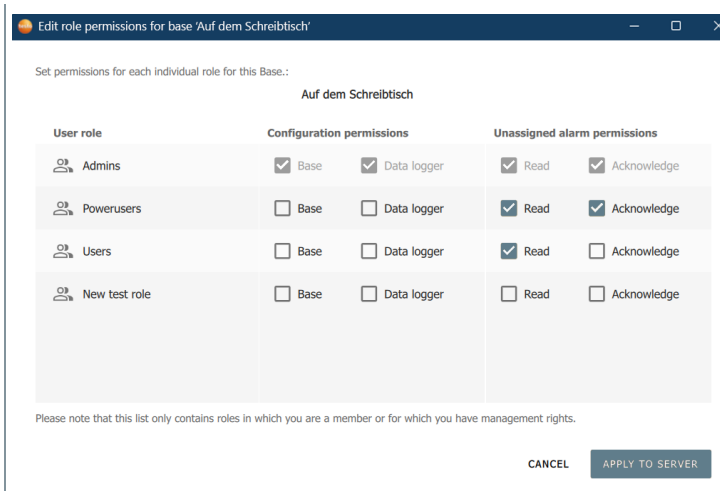 Edit role permissions for base ‘Auf dem Schreibtisch’
Set permissions for each individual role for this Base.:
Auf dem Schreibtisch
User role Configuration permissions Unassigned alarm permissions
Admins Base Data logger Read Acknowledge
Powerusers Base Data logger Read Acknowledge
Users Base Data logger Read Acknowledge
New test role Base Data logger Read Acknowledge
Please note that this list only contains roles in which you are a member or for which you have management rights.
CANCEL APPLY TO SERVER